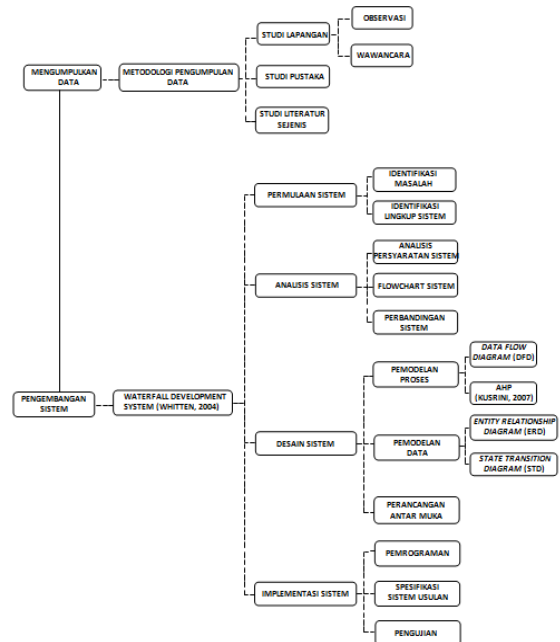 MENGUMPULKAN
DATA
METODOLOGI PENGUMPULAN
DATA
STUDI LAPANGAN
OBSERVASI
WAWANCARA
STUDI PUSTAKA
STUDI LITERATUR
SEJENIS
PENGEMBANGAN
SISTEM
WATERFALL DEVELOPMENT
SYSTEM (WHITTEN, 2004)
PERMULAAN SISTEM
IDENTIFIKASI
MASALAH
IDENTIFIKASI
LINGKUP SISTEM
ANALISIS SISTEM
ANALISIS
PERSYARATAN SISTEM
FLOWCHART SISTEM
PERBANDINGAN
SISTEM
DESAIN SISTEM
PEMODELAN
PROSES
DATA FLOW
DIAGRAM (DFD)
AHP
(KUSRINI, 2007)
PEMODELAN
DATA
ENTITY RELATIONSHIP
DIAGRAM (ERD)
STATE TRANSITION
DIAGRAM (STD)
PERANCANGAN
ANTAR MUKA
IMPLEMENTASI SISTEM
PEMROGRAMAN
SPESIFIKASI
SISTEM USULAN
PENGUJIAN